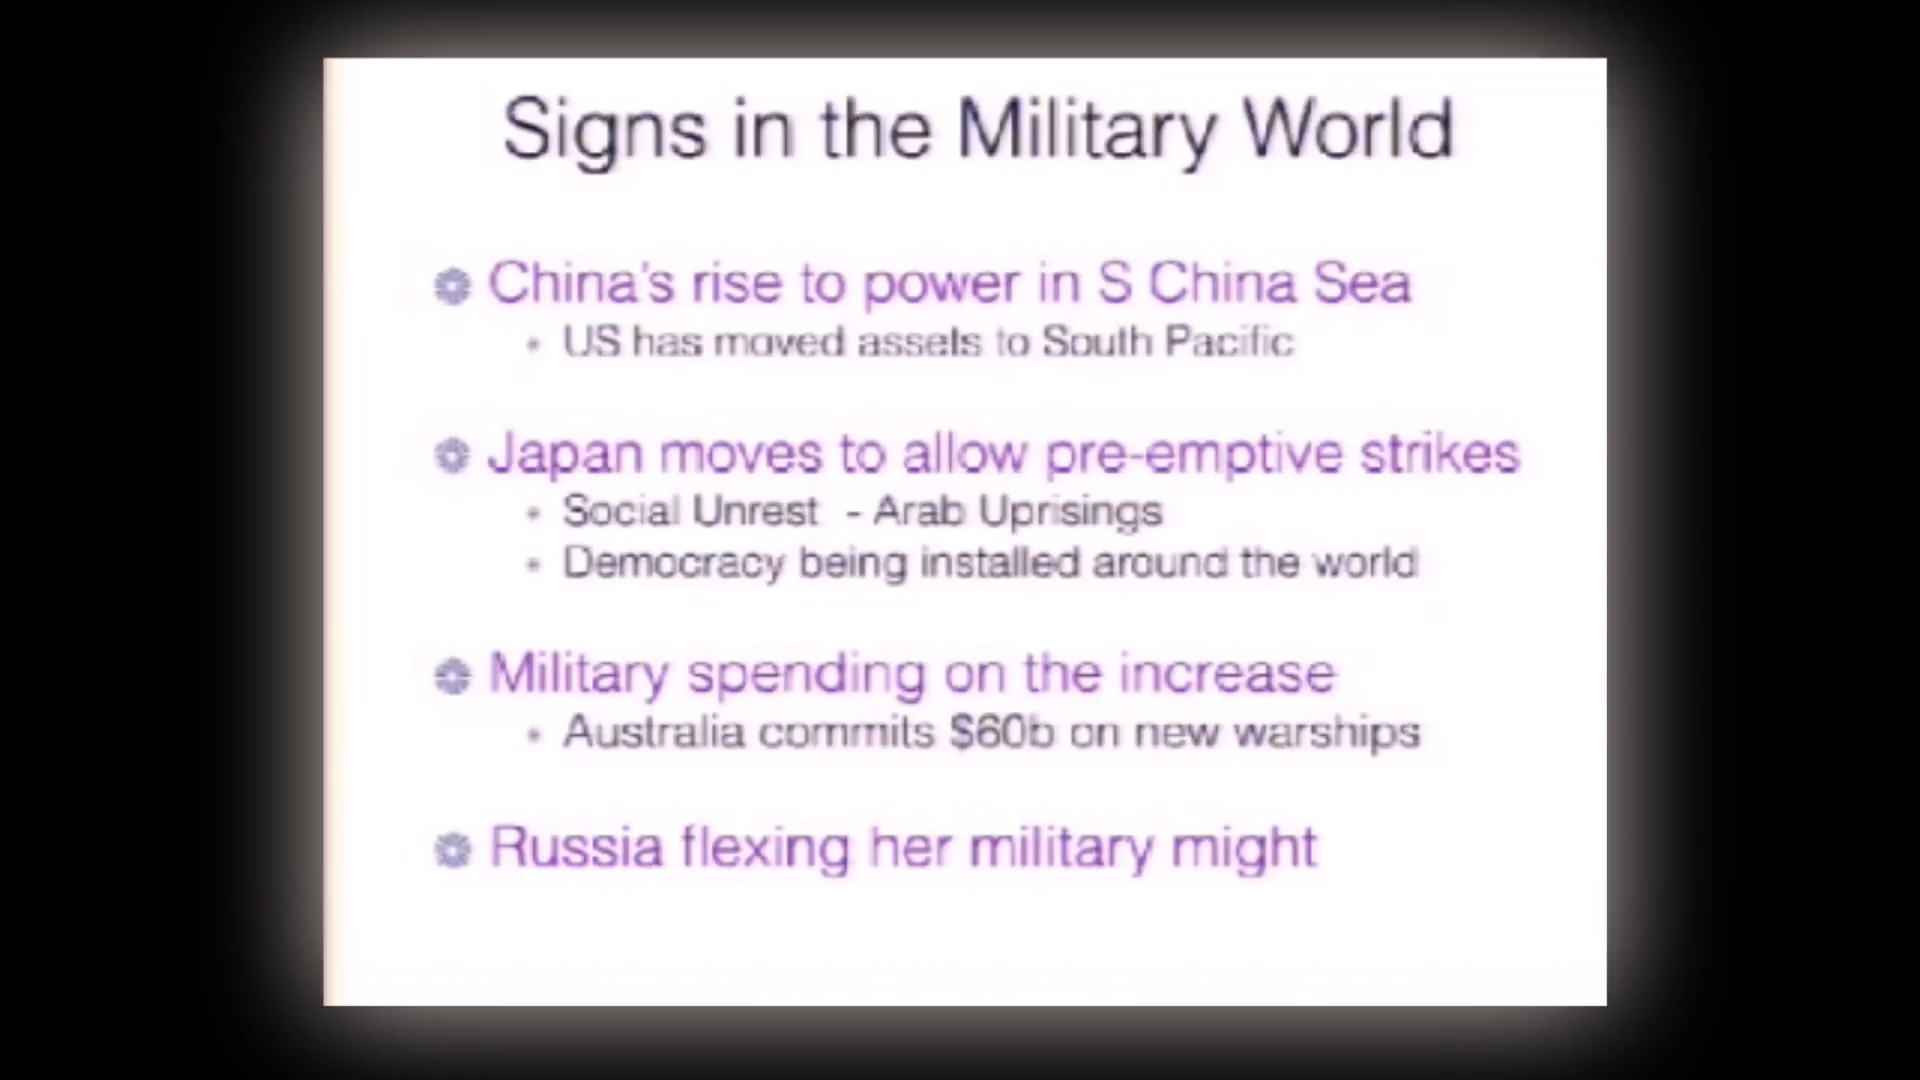 Signs in the Military World
China's rise to power in S China Sea
US has moved assets to South Pacific
Japan moves to allow pre-emptive strikes
Social Unrest - Arab Uprisings
Democracy being installed around the world
Military spending on the increase
Australia commits $60b on new warships
Russia flexing her military might